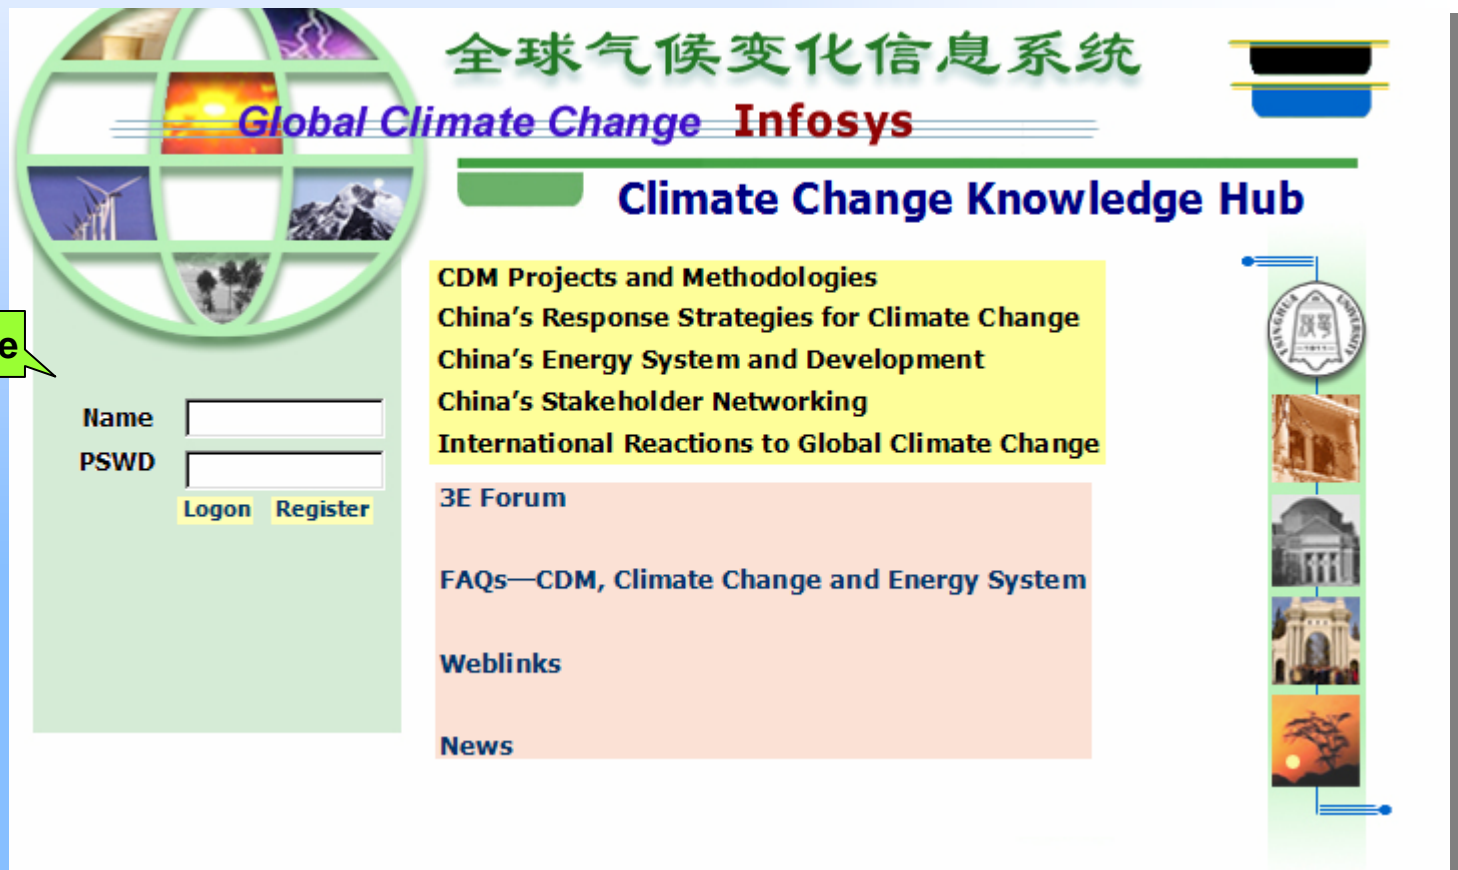 全球气候变化信息系统
Global Climate Change Infosys
Climate Change Knowledge Hub
CDM Projects and Methodologies
China’s Response Strategies for Climate Change
China’s Energy System and Development
China’s Stakeholder Networking
International Reactions to Global Climate Change
e
Name
PSWD
Logon Register
3E Forum
FAQs—CDM, Climate Change and Energy System
Weblinks
News
TSINGHUA UNIVERSITY
1911